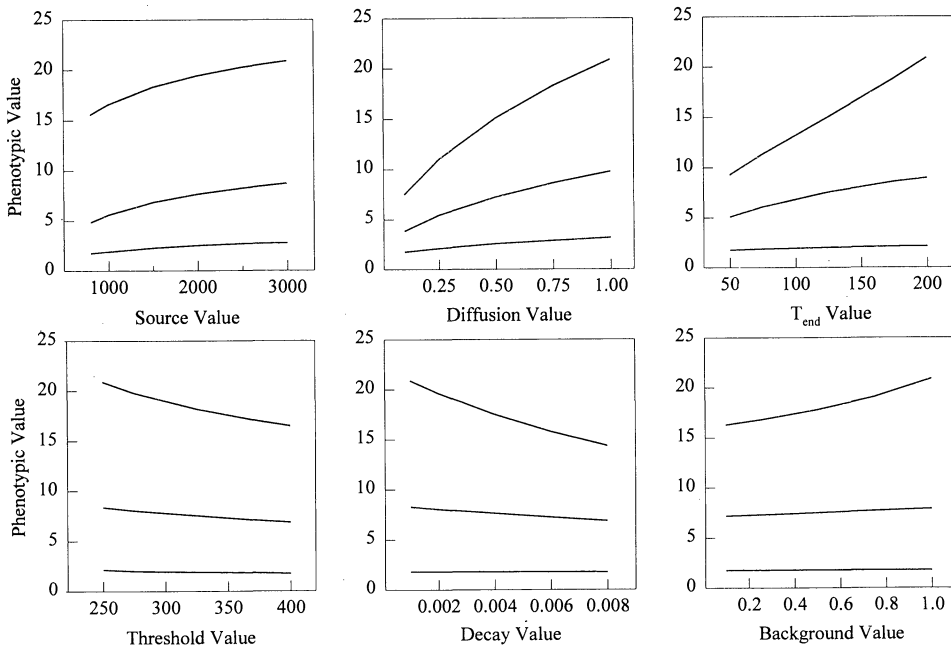 25
20
15
10
5
0
Phenotypic Value
1000 2000 3000
Source Value
25
20
15
10
5
0
0.25 0.50 0.75 1.00
Diffusion Value
25
20
15
10
5
0
50 100 150 200
Tend Value
25
20
15
10
5
0
Phenotypic Value
250 300 350 400
Threshold Value
25
20
15
10
5
0
0.002 0.004 0.006 0.008
Decay Value
25
20
15
10
5
0
0.2 0.4 0.6 0.8 1.0
Background Value